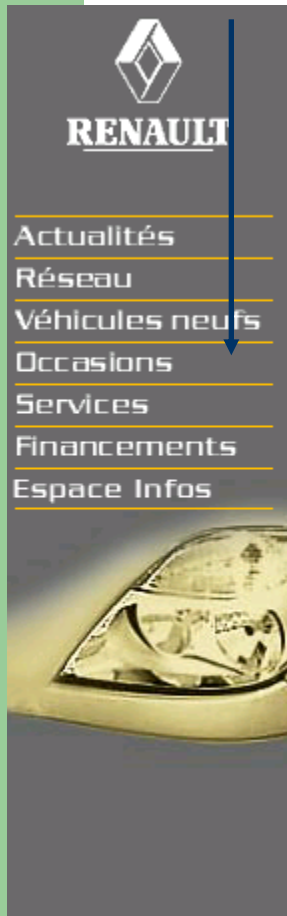 RENAULT
Actualités
Réseau
Véhicules neufs
Occasions
Services
Financements
Espace Infos